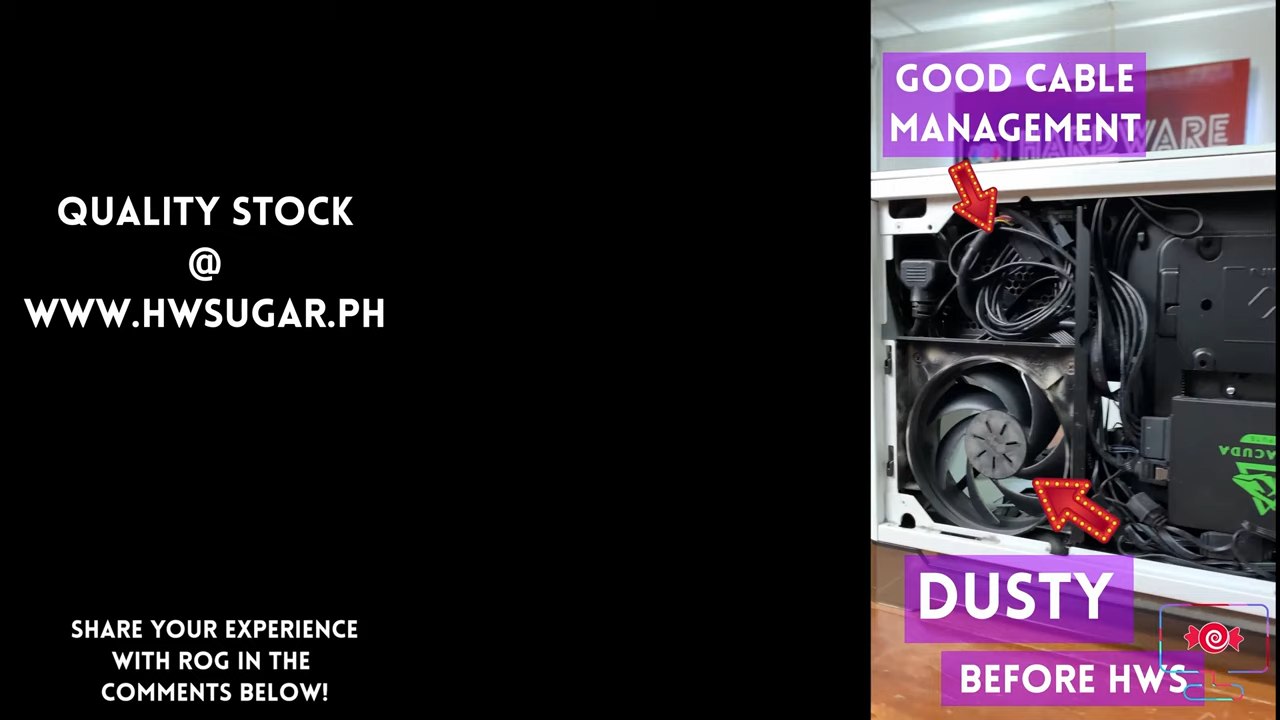 QUALITY STOCK
@
WWW.HWSUGAR.PH
SHARE YOUR EXPERIENCE
WITH ROG IN THE
COMMENTS BELOW!
GOOD CABLE
MANAGEMENT
HARDWARE
DUSTY
BEFORE HWS